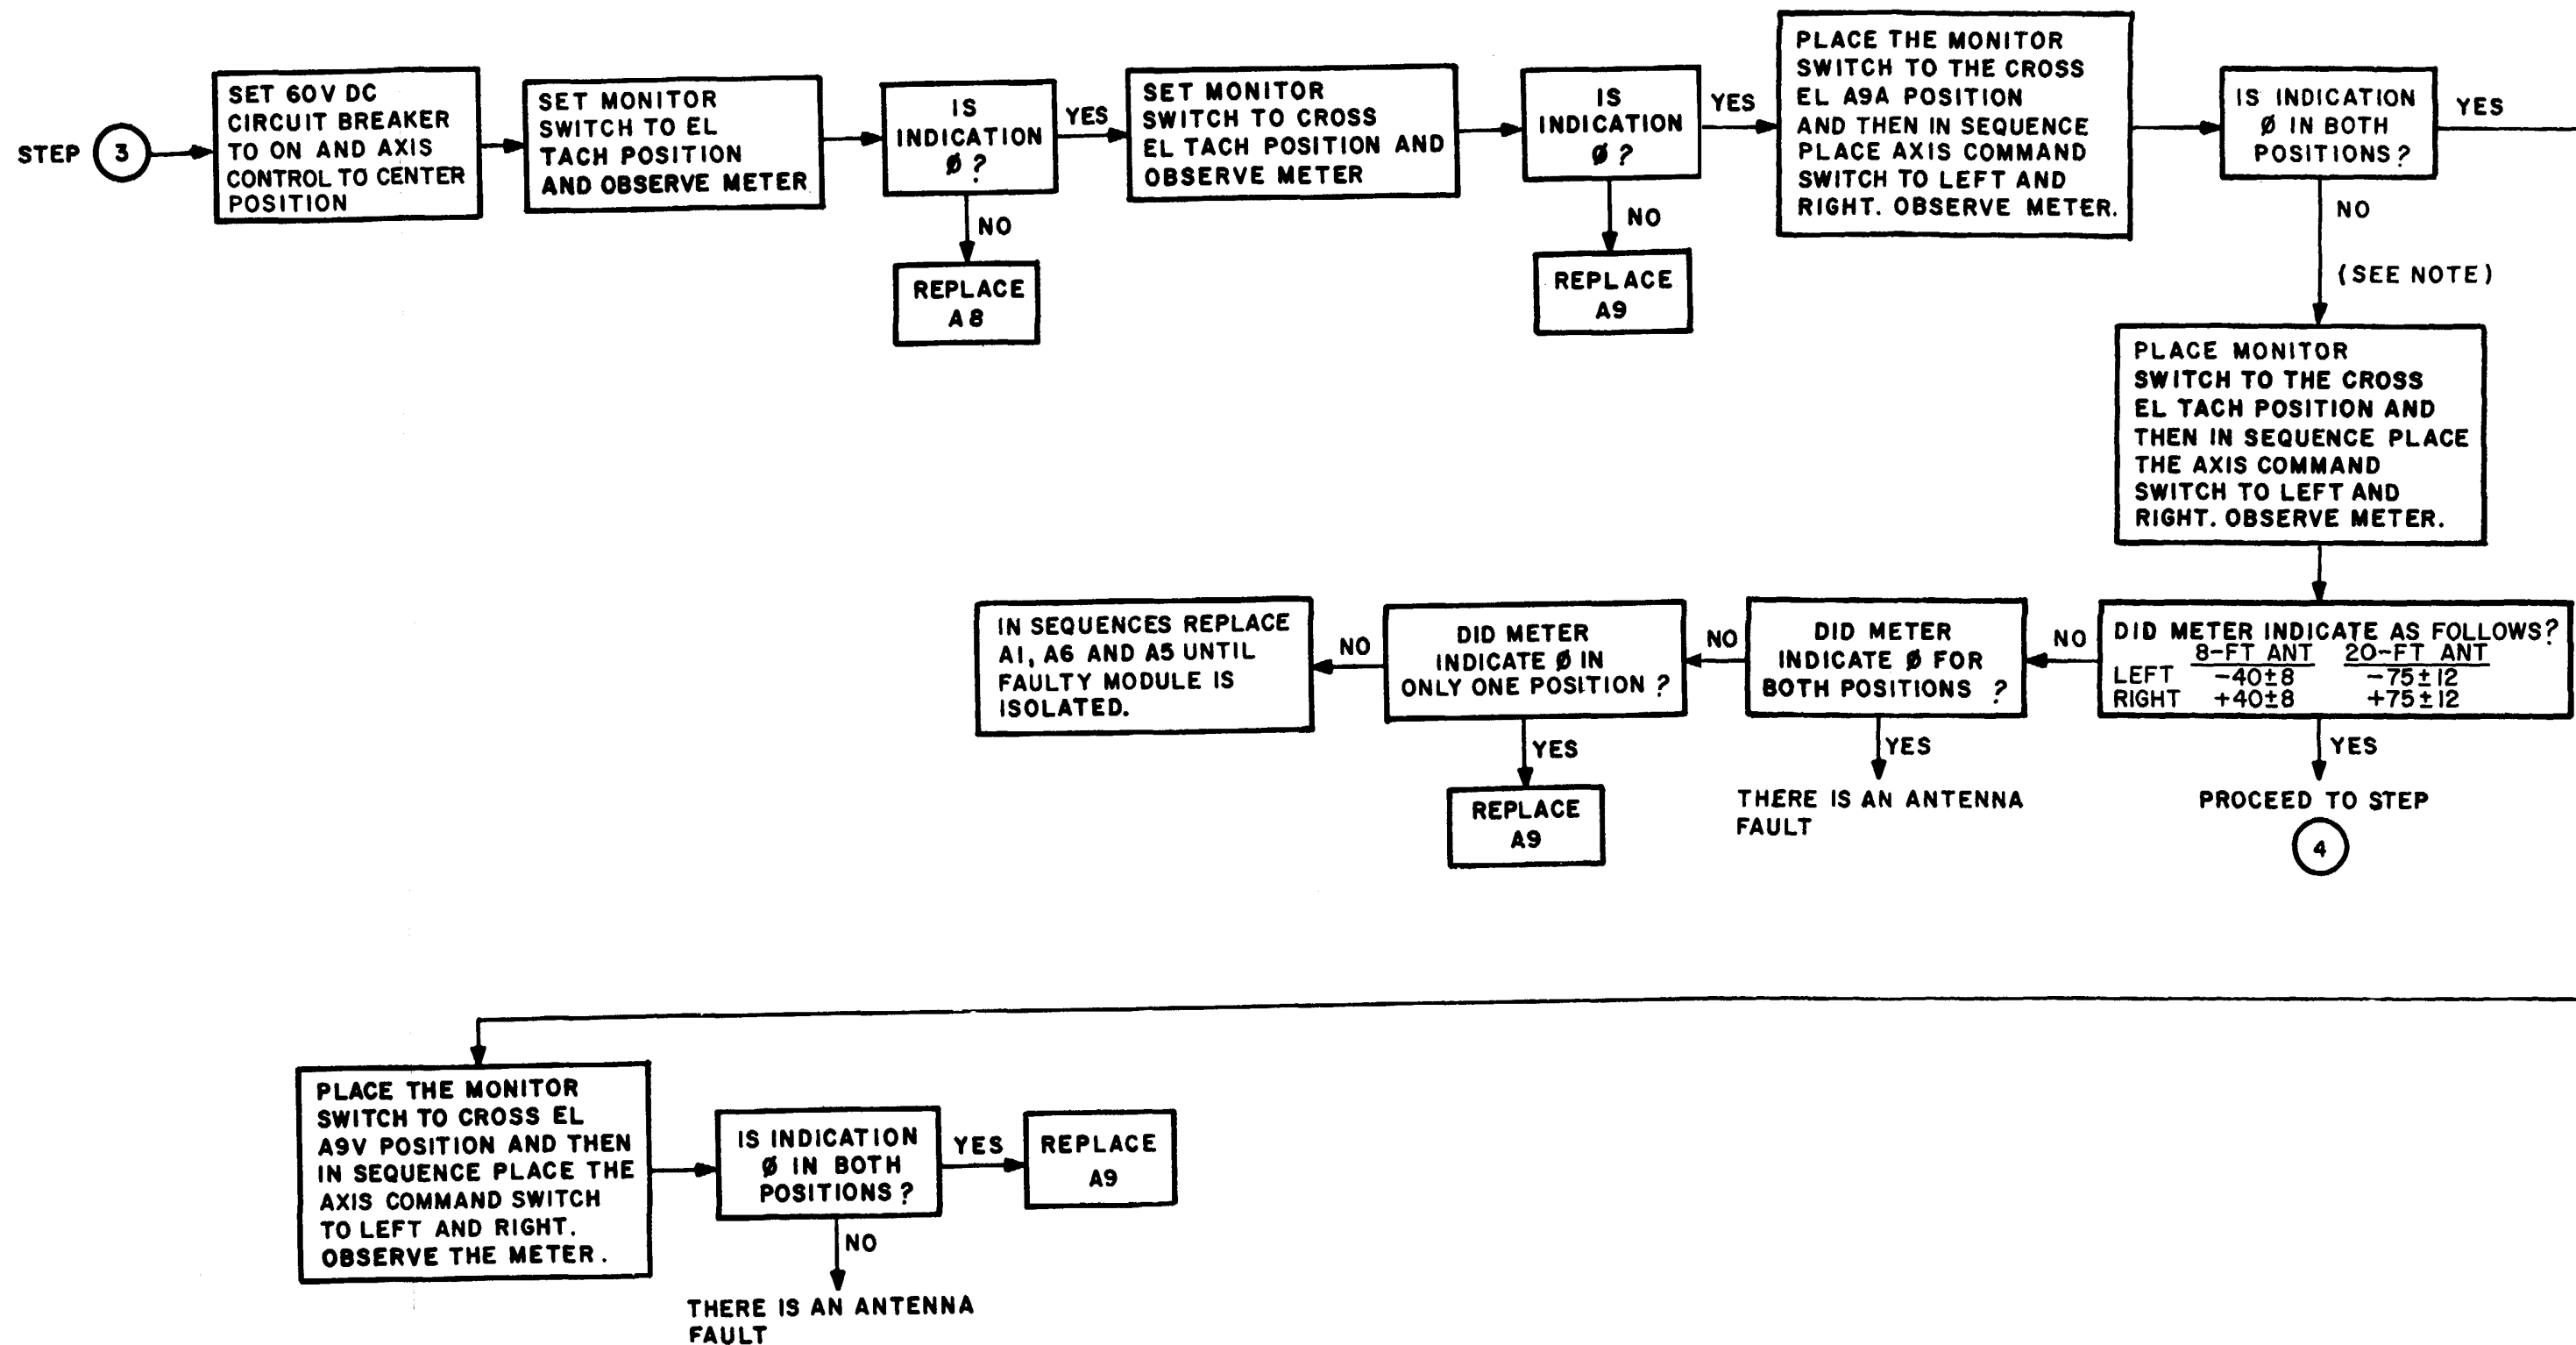 STEP 3
SET 60V DC
CIRCUIT BREAKER
TO ON AND AXIS
CONTROL TO CENTER
POSITION
SET MONITOR
SWITCH TO EL
TACH POSITION
AND OBSERVE METER
IS
INDICATION
Ø?
YES
NO
REPLACE
A8
SET MONITOR
SWITCH TO CROSS
EL TACH POSITION AND
OBSERVE METER
IS
INDICATION
Ø?
YES
NO
REPLACE
A9
PLACE THE MONITOR
SWITCH TO THE CROSS
EL A9A POSITION
AND THEN IN SEQUENCE
PLACE AXIS COMMAND
SWITCH TO LEFT AND
RIGHT. OBSERVE METER.
IS INDICATION
Ø IN BOTH
POSITIONS?
YES
NO
(SEE NOTE)
PLACE MONITOR
SWITCH TO THE CROSS
EL TACH POSITION AND
THEN IN SEQUENCE PLACE
THE AXIS COMMAND
SWITCH TO LEFT AND
RIGHT. OBSERVE METER.
DID METER INDICATE AS FOLLOWS?
8-FT ANT 20-FT ANT
LEFT -40±8 -75±12
RIGHT +40±8 +75±12
YES
PROCEED TO STEP
4
NO
DID METER
INDICATE Ø FOR
BOTH POSITIONS ?
YES
THERE IS AN ANTENNA
FAULT
NO
DID METER
INDICATE Ø IN
ONLY ONE POSITION ?
YES
REPLACE
A9
NO
IN SEQUENCES REPLACE
A1, A6 AND A5 UNTIL
FAULTY MODULE IS
ISOLATED.
PLACE THE MONITOR
SWITCH TO CROSS EL
A9V POSITION AND THEN
IN SEQUENCE PLACE THE
AXIS COMMAND SWITCH
TO LEFT AND RIGHT.
OBSERVE THE METER.
IS INDICATION
Ø IN BOTH
POSITIONS?
YES
REPLACE
A9
NO
THERE IS AN ANTENNA
FAULT